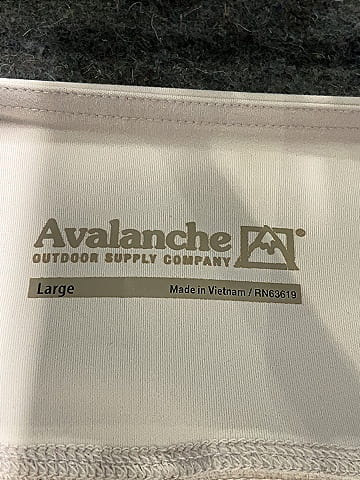 Avalanche
OUTDOOR SUPPLY COMPANY
Large Made in Vietnam / RN63619